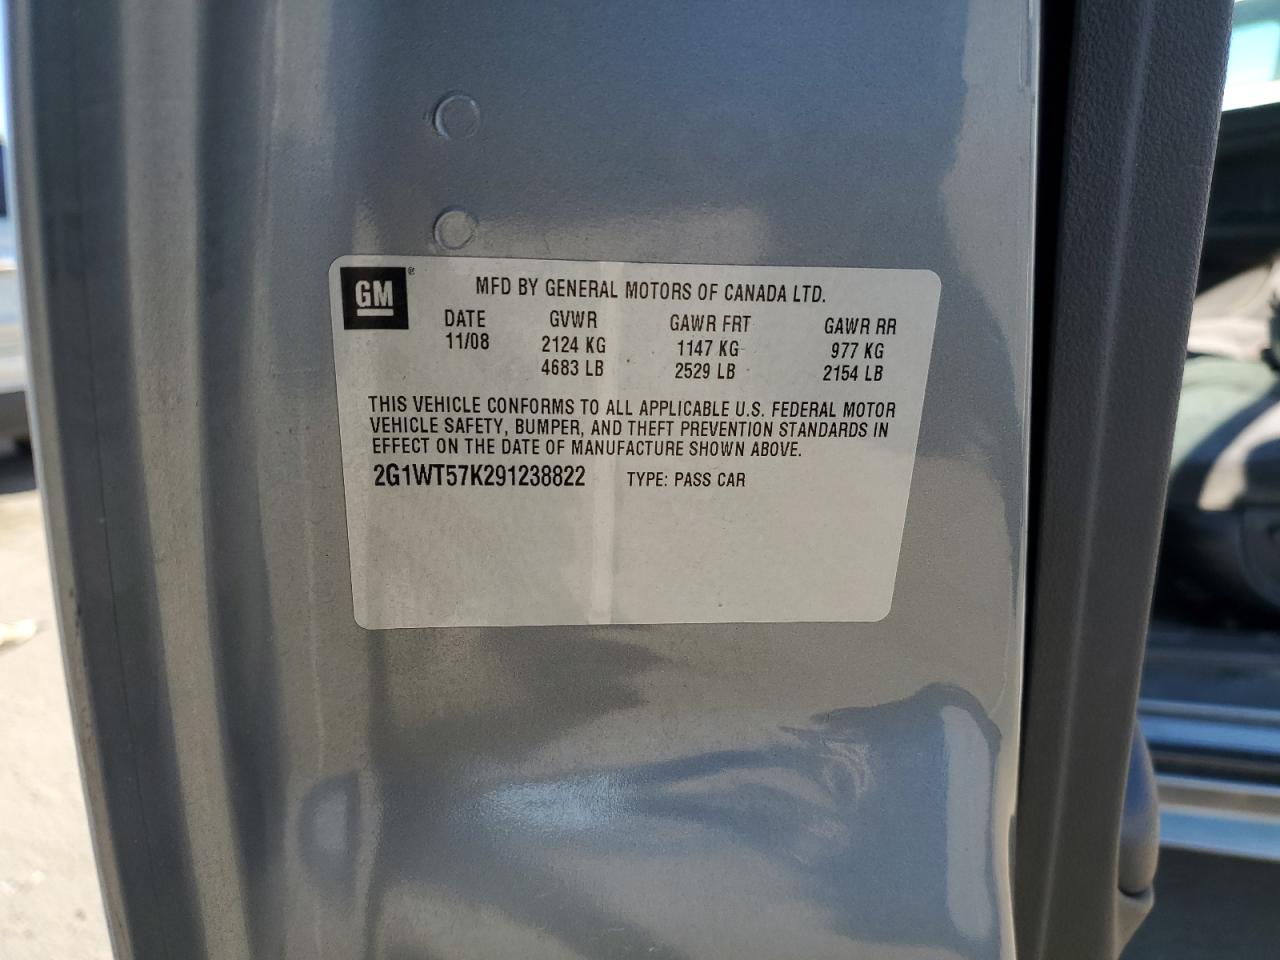 GM®
MFD BY GENERAL MOTORS OF CANADA LTD.
DATE GVWR GAWR FRT GAWR RR
11/08 2124 KG 1147 KG 977 KG
4683 LB 2529 LB 2154 LB
THIS VEHICLE CONFORMS TO ALL APPLICABLE U.S. FEDERAL MOTOR
VEHICLE SAFETY, BUMPER, AND THEFT PREVENTION STANDARDS IN
EFFECT ON THE DATE OF MANUFACTURE SHOWN ABOVE.
2G1WT57K291238822 TYPE: PASS CAR